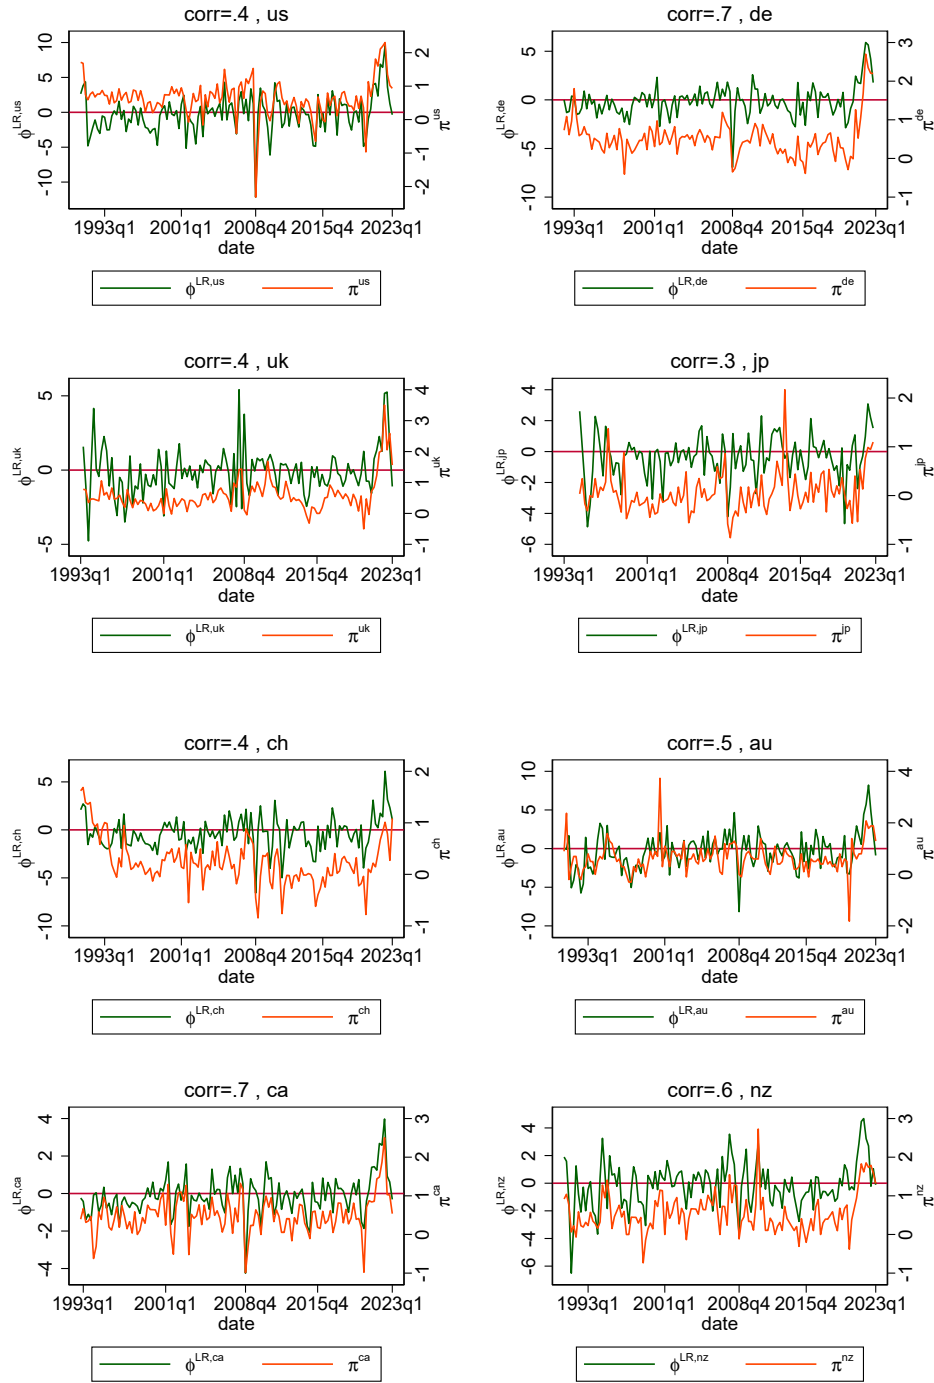 corr=.4 , us
10
5
0
-5
-10
ϕLR,us
2
1
0
-1
-2
πus
1993q1 2001q1 2008q4 2015q4 2023q1
date
ϕLR,us πus
corr=.7 , de
5
0
-5
-10
ϕLR,de
3
2
1
0
-1
πde
1993q1 2001q1 2008q4 2015q4 2023q1
date
ϕLR,de πde
corr=.4 , uk
5
0
-5
ϕLR,uk
4
3
2
1
0
-1
πuk
1993q1 2001q1 2008q4 2015q4 2023q1
date
ϕLR,uk πuk
corr=.3 , jp
4
2
0
-2
-4
-6
ϕLR,jp
2
1
0
-1
πjp
1993q1 2001q1 2008q4 2015q4 2023q1
date
ϕLR,jp πjp
corr=.4 , ch
5
0
-5
-10
ϕLR,ch
2
1
0
-1
πch
1993q1 2001q1 2008q4 2015q4 2023q1
date
ϕLR,ch πch
corr=.5 , au
10
5
0
-5
-10
ϕLR,au
4
2
0
-2
πau
1993q1 2001q1 2008q4 2015q4 2023q1
date
ϕLR,au πau
corr=.7 , ca
4
2
0
-2
-4
ϕLR,ca
3
2
1
0
-1
πca
1993q1 2001q1 2008q4 2015q4 2023q1
date
ϕLR,ca πca
corr=.6 , nz
4
2
0
-2
-4
-6
ϕLR,nz
3
2
1
0
-1
πnz
1993q1 2001q1 2008q4 2015q4 2023q1
date
ϕLR,nz πnz